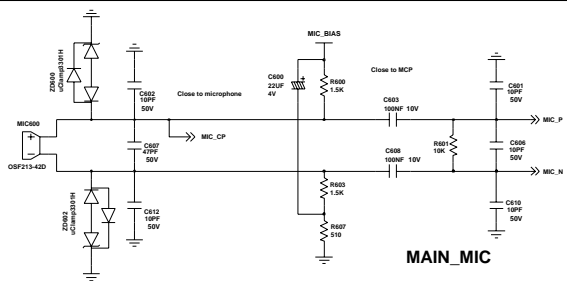 ZD600
uClamp3301H
C602
10PF
50V
Close to microphone
MIC_BIAS
C600
22UF
4V
R600
1.5K
Close to MCP
C603
100NF 10V
C601
10PF
50V
MIC_P
MIC600
OSF213-42D
C607
47PF
50V
MIC_CP
R601
10K
C606
10PF
50V
C608
100NF 10V
MIC_N
ZD602
uClamp3301H
C612
10PF
50V
R603
1.5K
R607
510
C610
10PF
50V
MAIN_MIC